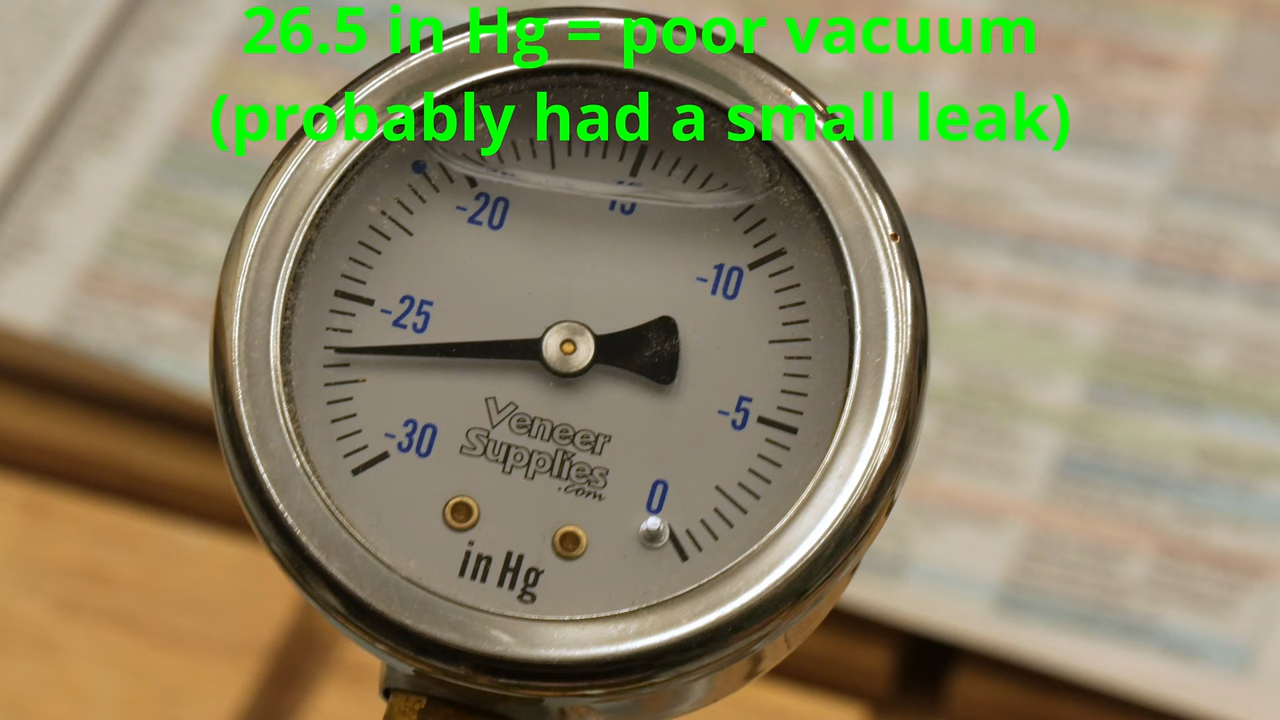 26.5 in Hg = poor vacuum
(probably had a small leak)
-20
15
-10
-25
-5
-30
0
Veneer
Supplies
.com
in Hg